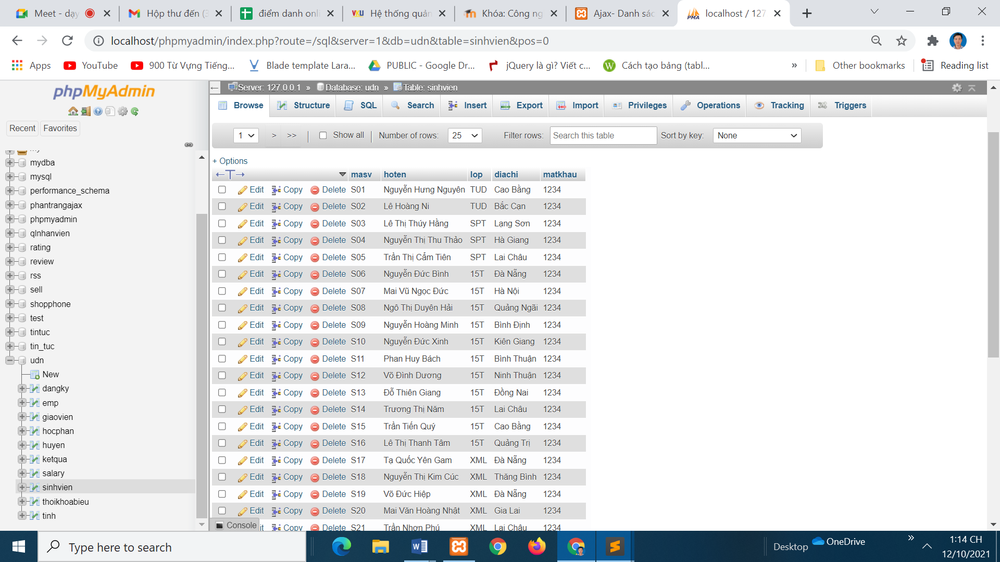 Meet - dạy
Hộp thư đến (3
điểm danh onli
VKU Hệ thống quản
Khóa: Công ng
Ajax- Danh sác
PMA localhost / 127
localhost/phpmyadmin/index.php?route=/sql&server=1&db=udn&table=sinhvien&pos=0
Apps YouTube 900 Từ Vựng Tiếng... Blade template Lara... PUBLIC - Google Dr... jQuery là gì? Viết c... Cách tạo bảng (tabl... » Other bookmarks Reading list
phpMyAdmin
Recent Favorites
mydba
mysql
performance_schema
phantrangajax
phpmyadmin
qlnhanvien
rating
review
rss
sell
shopphone
test
tintuc
tin_tuc
udn
New
dangky
emp
giaovien
hocphan
huyen
ketqua
salary
sinhvien
thoikhoabieu
tinh
Server: 127.0.0.1 » Database: udn » Table: sinhvien
Browse Structure SQL Search Insert Export Import Privileges Operations Tracking Triggers
1 > >> | Show all | Number of rows: 25 Filter rows: Search this table Sort by key: None
+ Options
←T→ masv hoten lop diachi matkhau
Edit Copy Delete S01 Nguyễn Hưng Nguyên TUD Cao Bằng 1234
Edit Copy Delete S02 Lê Hoàng Ni TUD Bắc Cạn 1234
Edit Copy Delete S03 Lê Thị Thúy Hằng SPT Lạng Sơn 1234
Edit Copy Delete S04 Nguyễn Thị Thu Thảo SPT Hà Giang 1234
Edit Copy Delete S05 Trần Thị Cẩm Tiên SPT Lai Châu 1234
Edit Copy Delete S06 Nguyễn Đức Bình 15T Đà Nẵng 1234
Edit Copy Delete S07 Mai Vũ Ngọc Đức 15T Hà Nội 1234
Edit Copy Delete S08 Ngô Thị Duyên Hải 15T Quảng Ngãi 1234
Edit Copy Delete S09 Nguyễn Hoàng Minh 15T Bình Định 1234
Edit Copy Delete S10 Nguyễn Đức Xinh 15T Kiên Giang 1234
Edit Copy Delete S11 Phan Huy Bách 15T Bình Thuận 1234
Edit Copy Delete S12 Võ Đình Dương 15T Ninh Thuận 1234
Edit Copy Delete S13 Đỗ Thiên Giang 15T Đồng Nai 1234
Edit Copy Delete S14 Trương Thị Năm 15T Lai Châu 1234
Edit Copy Delete S15 Trần Tiến Quý 15T Cao Bằng 1234
Edit Copy Delete S16 Lê Thị Thanh Tâm 15T Quảng Trị 1234
Edit Copy Delete S17 Tạ Quốc Yên Gam XML Đà Nẵng 1234
Edit Copy Delete S18 Nguyễn Thị Kim Cúc XML Thăng Bình 1234
Edit Copy Delete S19 Võ Đức Hiệp XML Đà Nẵng 1234
Edit Copy Delete S20 Mai Văn Hoàng Nhật XML Gia Lai 1234
Console it Copy Delete S21 Trần Nhơn Phú XML Lai Châu 1234
Type here to search
Desktop OneDrive »
1:14 CH
12/10/2021